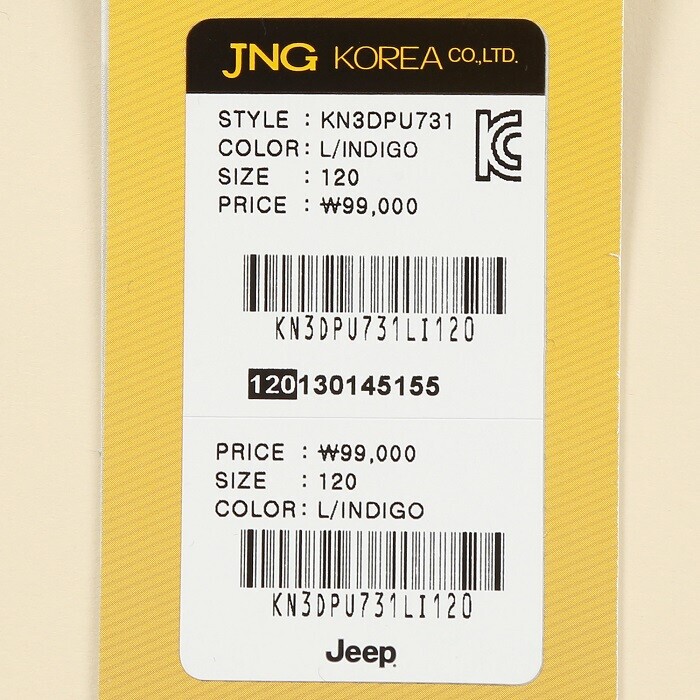 JNG KOREA CO.,LTD.
STYLE : KN3DPU731
COLOR: L/INDIGO
SIZE : 120
PRICE : ₩99,000
KN3DPU731LI120
120130145155
PRICE : ₩99,000
SIZE : 120
COLOR: L/INDIGO
KN3DPU731LI120
Jeep